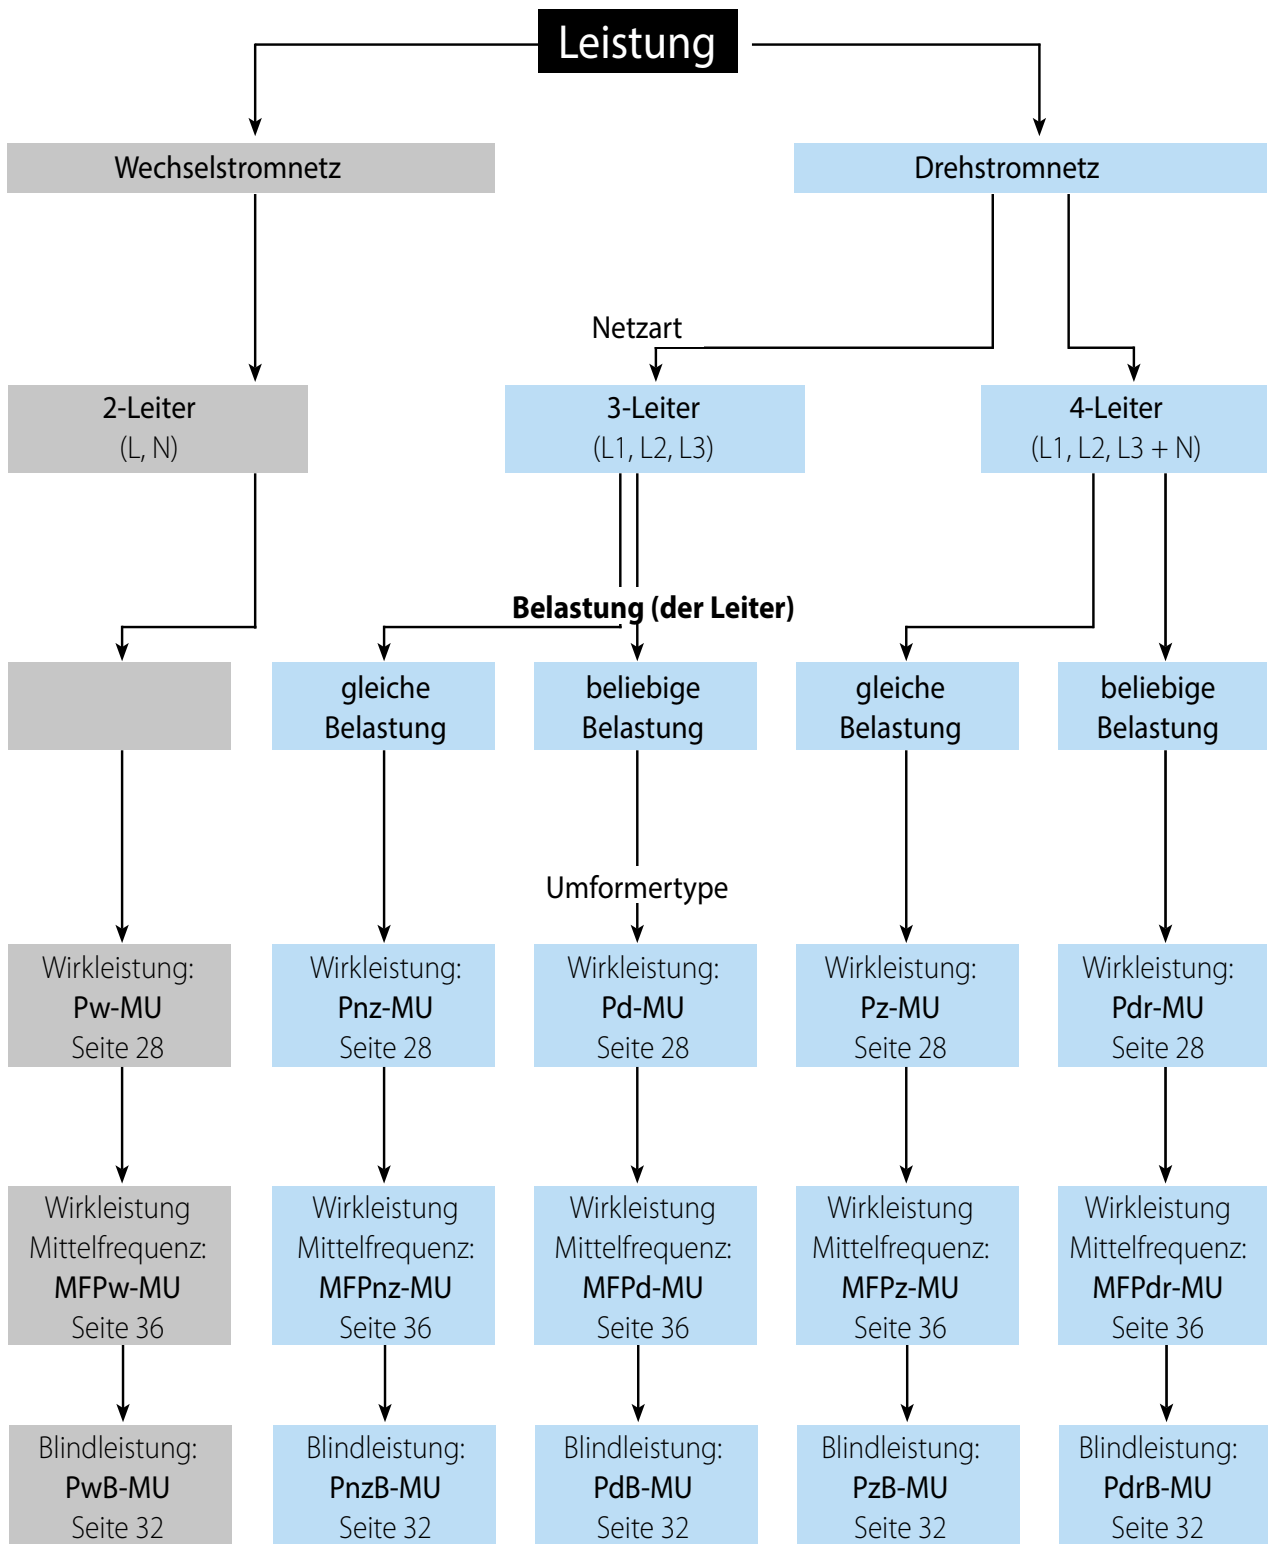 Leistung
Wechselstromnetz
Drehstromnetz
Netzart
2-Leiter
(L, N)
3-Leiter
(L1, L2, L3)
4-Leiter
(L1, L2, L3 + N)
Belastung (der Leiter)
gleiche
Belastung
beliebige
Belastung
gleiche
Belastung
beliebige
Belastung
Umformertype
Wirkleistung:
Pw-MU
Seite 28
Wirkleistung:
Pnz-MU
Seite 28
Wirkleistung:
Pd-MU
Seite 28
Wirkleistung:
Pz-MU
Seite 28
Wirkleistung:
Pdr-MU
Seite 28
Wirkleistung
Mittelfrequenz:
MFPw-MU
Seite 36
Wirkleistung
Mittelfrequenz:
MFPnz-MU
Seite 36
Wirkleistung
Mittelfrequenz:
MFPd-MU
Seite 36
Wirkleistung
Mittelfrequenz:
MFPz-MU
Seite 36
Wirkleistung
Mittelfrequenz:
MFPdr-MU
Seite 36
Blindleistung:
PwB-MU
Seite 32
Blindleistung:
PnzB-MU
Seite 32
Blindleistung:
PdB-MU
Seite 32
Blindleistung:
PzB-MU
Seite 32
Blindleistung:
PdrB-MU
Seite 32